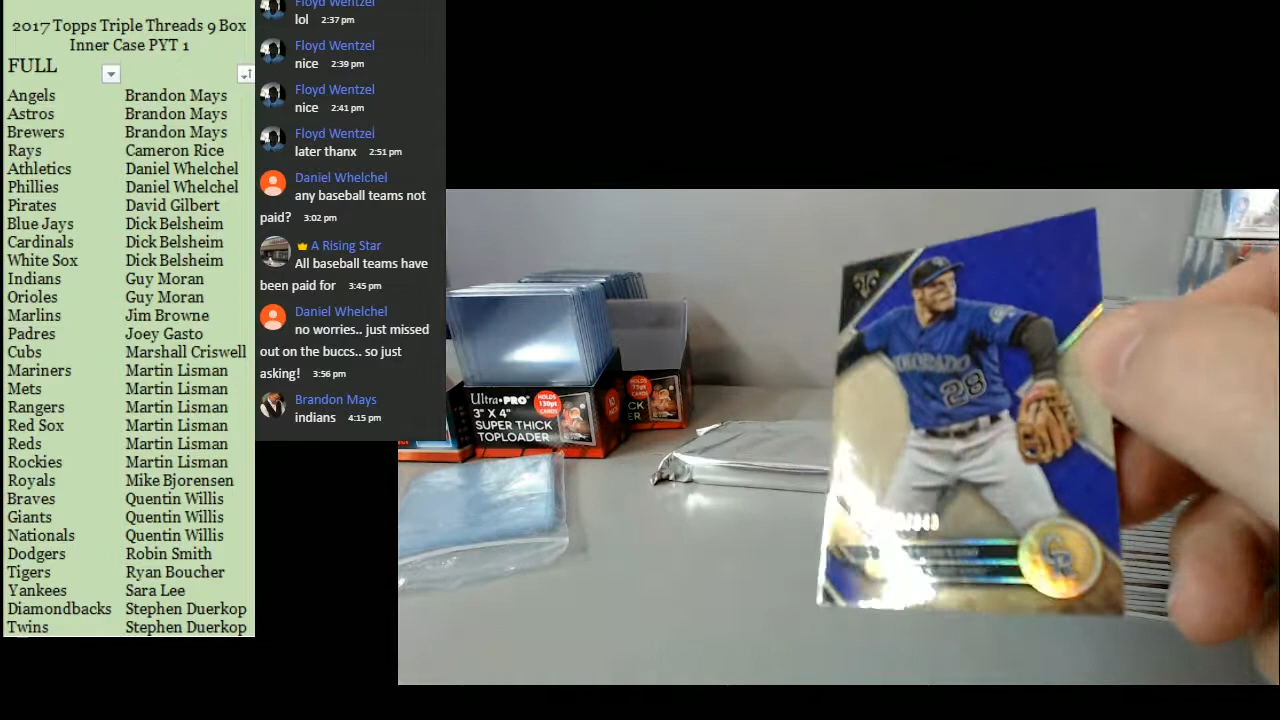 2017 Topps Triple Threads 9 Box
Inner Case PYT 1
FULL
Angels Brandon Mays
Astros Brandon Mays
Brewers Brandon Mays
Rays Cameron Rice
Athletics Daniel Whelchel
Phillies Daniel Whelchel
Pirates David Gilbert
Blue Jays Dick Belsheim
Cardinals Dick Belsheim
White Sox Dick Belsheim
Indians Guy Moran
Orioles Guy Moran
Marlins Jim Browne
Padres Joey Gasto
Cubs Marshall Criswell
Mariners Martin Lisman
Mets Martin Lisman
Rangers Martin Lisman
Red Sox Martin Lisman
Reds Martin Lisman
Rockies Martin Lisman
Royals Mike Bjorensen
Braves Quentin Willis
Giants Quentin Willis
Nationals Quentin Willis
Dodgers Robin Smith
Tigers Ryan Boucher
Yankees Sara Lee
Diamondbacks Stephen Duerkop
Twins Stephen Duerkop
Floyd Wentzel
lol 2:37 pm
Floyd Wentzel
nice 2:39 pm
Floyd Wentzel
nice 2:41 pm
Floyd Wentzel
later thanx 2:51 pm
Daniel Whelchel
any baseball teams not
paid? 3:02 pm
A Rising Star
All baseball teams have
been paid for 3:45 pm
Daniel Whelchel
no worries.. just missed
out on the buccs.. so just
asking! 3:56 pm
Brandon Mays
indians 4:15 pm
Ultra•PRO
3" X 4"
SUPER THICK
TOPLOADER
HOLDS
130pt
CARDS
28
CR